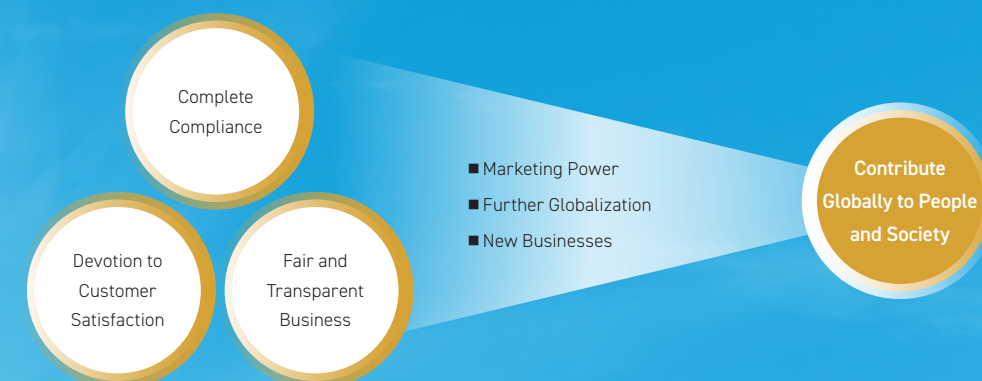 Complete
Compliance
Devotion to
Customer
Satisfaction
Fair and
Transparent
Business
■ Marketing Power
■ Further Globalization
■ New Businesses
Contribute
Globally to People
and Society